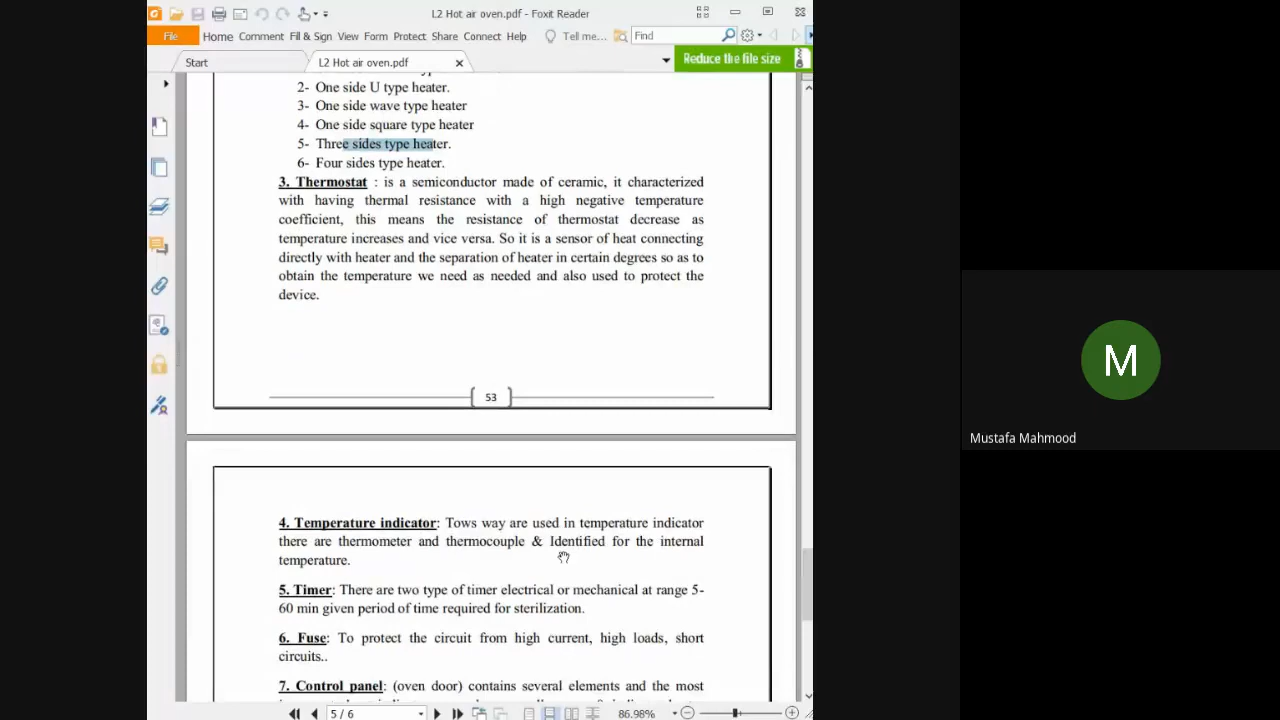 L2 Hot air oven.pdf - Foxit Reader
File Home Comment Fill & Sign View Form Protect Share Connect Help Tell me... Find
Start L2 Hot air oven.pdf Reduce the file size
2- One side U type heater.
3- One side wave type heater
4- One side square type heater
5- Three sides type heater.
6- Four sides type heater.
3. Thermostat : is a semiconductor made of ceramic, it characterized
with having thermal resistance with a high negative temperature
coefficient, this means the resistance of thermostat decrease as
temperature increases and vice versa. So it is a sensor of heat connecting
directly with heater and the separation of heater in certain degrees so as to
obtain the temperature we need as needed and also used to protect the
device.
53
4. Temperature indicator: Tows way are used in temperature indicator
there are thermometer and thermocouple & Identified for the internal
temperature.
5. Timer: There are two type of timer electrical or mechanical at range 5-
60 min given period of time required for sterilization.
6. Fuse: To protect the circuit from high current, high loads, short
circuits..
7. Control panel: (oven door) contains several elements and the most
5 / 6 86.98%
M
Mustafa Mahmood